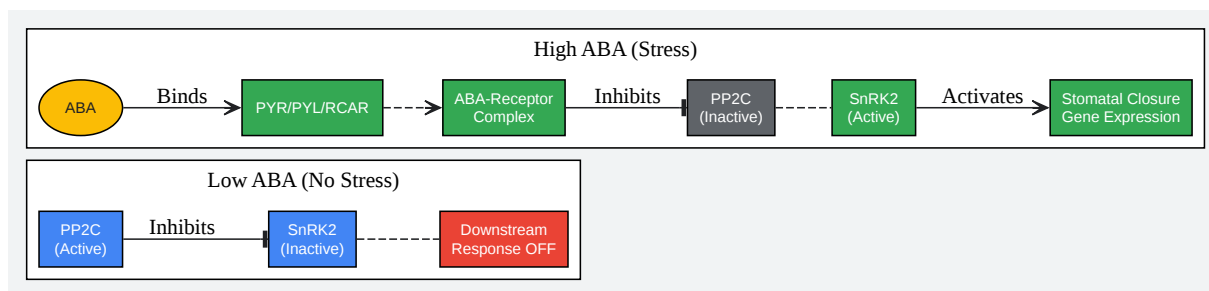 High ABA (Stress)
ABA
Binds
PYR/PYL/RCAR
ABA-Receptor
Complex
Inhibits
PP2C
(Inactive)
SnRK2
(Active)
Activates
Stomatal Closure
Gene Expression
Low ABA (No Stress)
PP2C
(Active)
Inhibits
SnRK2
(Inactive)
Downstream
Response OFF